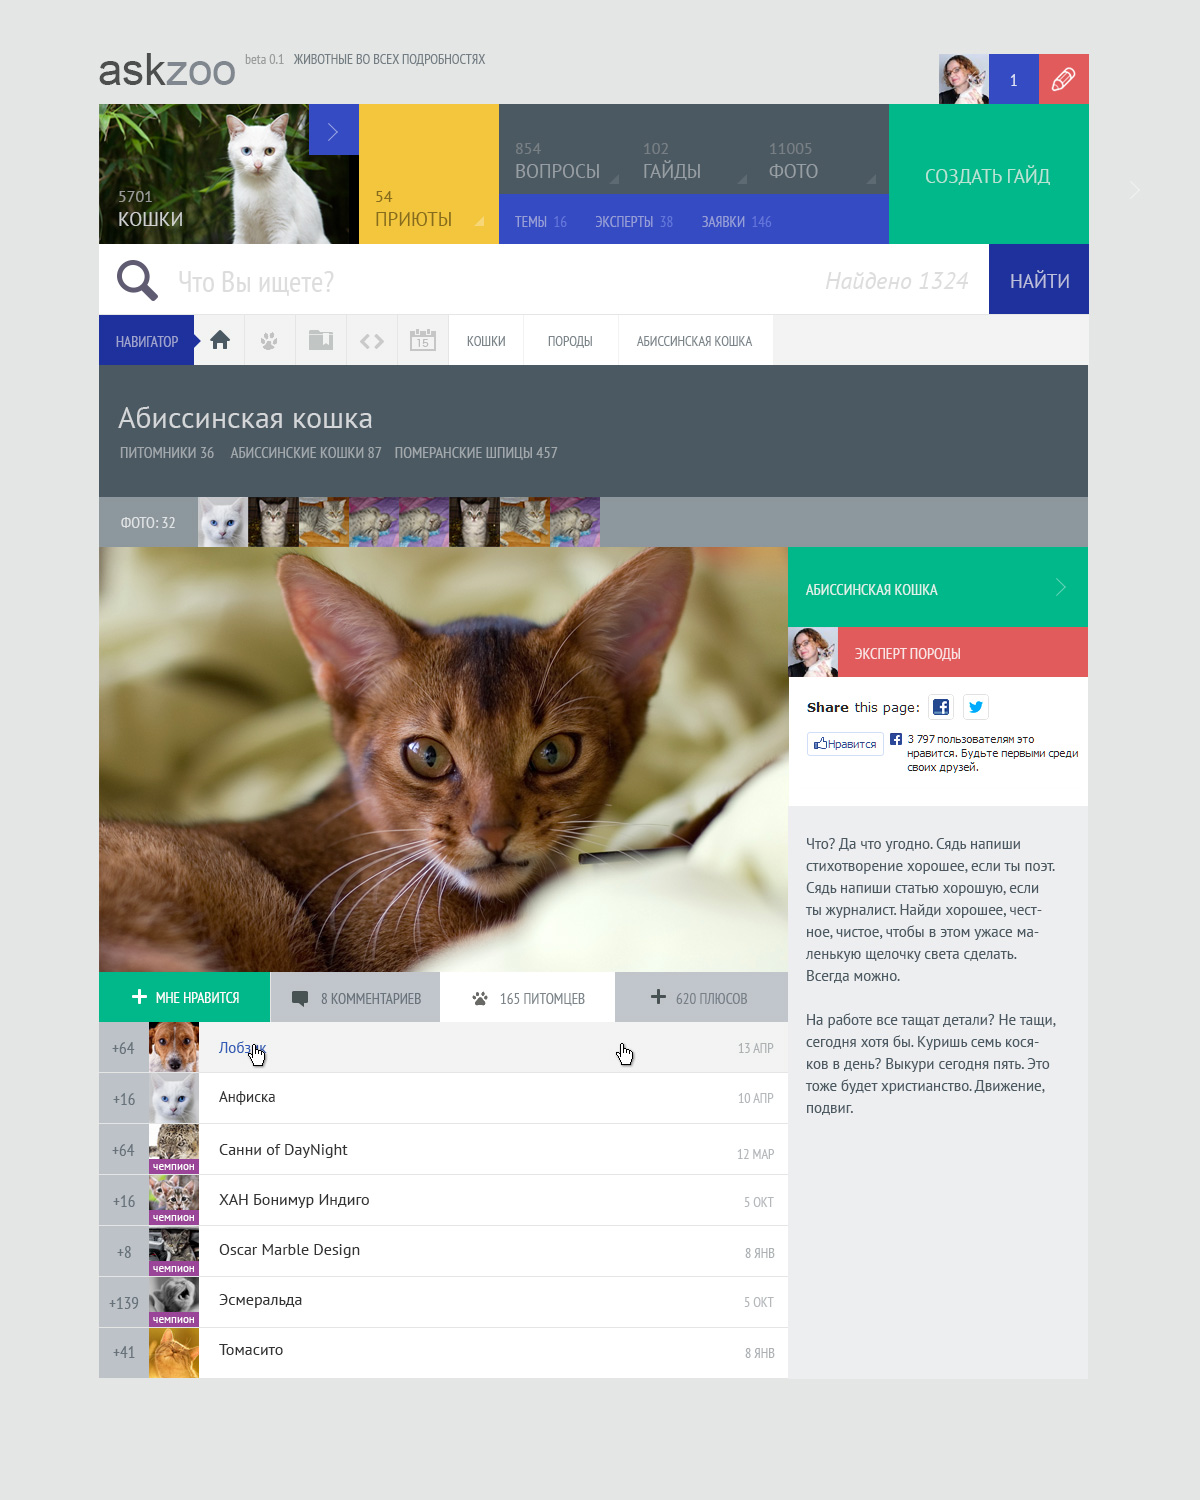 askzoo beta 0.1 ЖИВОТНЫЕ ВО ВСЕХ ПОДРОБНОСТЯХ
1
5701
КОШКИ
54
ПРИЮТЫ
854 102 11005
ВОПРОСЫ ГАЙДЫ ФОТО
ТЕМЫ 16 ЭКСПЕРТЫ 38 ЗАЯВКИ 146
СОЗДАТЬ ГАЙД
Что Вы ищете? Найдено 1324 НАЙТИ
НАВИГАТОР 15 КОШКИ ПОРОДЫ АБИССИНСКАЯ КОШКА
Абиссинская кошка
ПИТОМНИКИ 36 АБИССИНСКИЕ КОШКИ 87 ПОМЕРАНСКИЕ ШПИЦЫ 457
ФОТО: 32
АБИССИНСКАЯ КОШКА
ЭКСПЕРТ ПОРОДЫ
Share this page:
Нравится
3 797 пользователям это
нравится. Будьте первыми среди
своих друзей.
Что? Да что угодно. Сядь напиши
стихотворение хорошее, если ты поэт.
Сядь напиши статью хорошую, если
ты журналист. Найди хорошее, чест-
ное, чистое, чтобы в этом ужасе ма-
ленькую щелочку света сделать.
Всегда можно.
На работе все тащат детали? Не тащи,
сегодня хотя бы. Куришь семь кося-
ков в день? Выкури сегодня пять. Это
тоже будет христианство. Движение,
подвиг.
МНЕ НРАВИТСЯ 8 КОММЕНТАРИЕВ 165 ПИТОМЦЕВ 620 ПЛЮСОВ
+64 Лобзик 13 АПР
+16 Анфиска 10 АПР
+64 Санни of DayNight 12 МАР
чемпион
+16 ХАН Бонимур Индиго 5 ОКТ
чемпион
+8 Oscar Marble Design 8 ЯНВ
чемпион
+139 Эсмеральда 5 ОКТ
чемпион
+41 Томасито 8 ЯНВ